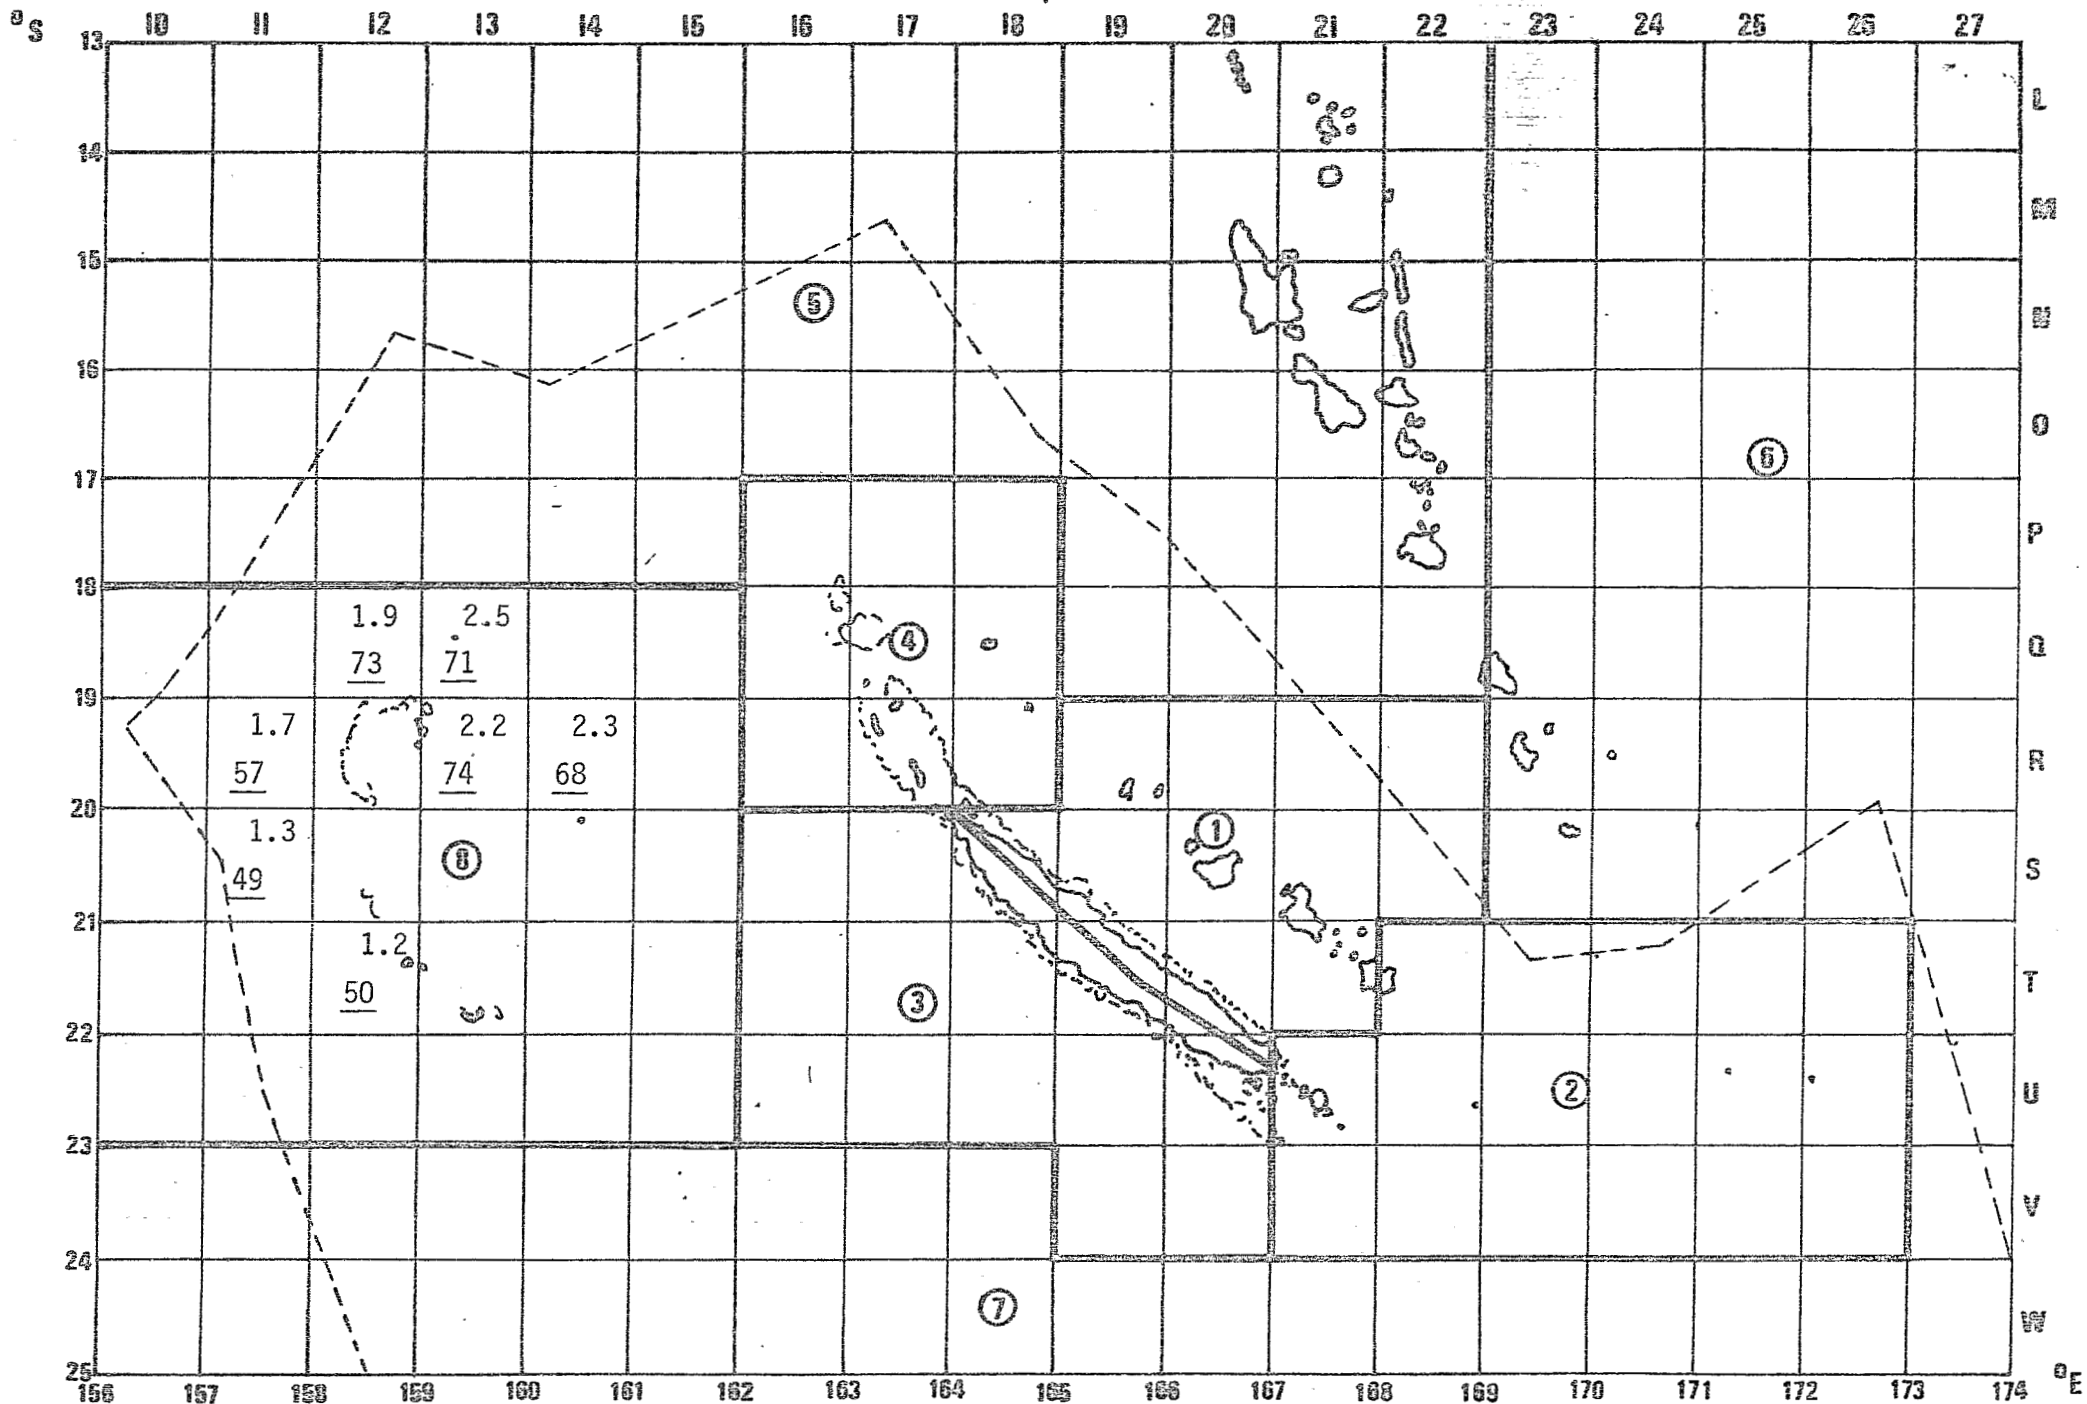 °S 10 11 12 13 14 15 16 17 18 19 20 21 22 23 24 25 26 27
13
L
14
M
15
⑤
N
16
O
⑥
17
P
18
1.9 2.5
④
Q
73 71
19
1.7 2.2 2.3
R
57 74 68
20
1.3
①
⑧
S
49
21
1.2
T
50
③
22
②
U
23
V
24
⑦
W
25
156 157 158 159 160 161 162 163 164 165 166 167 168 169 170 171 172 173 174 °E